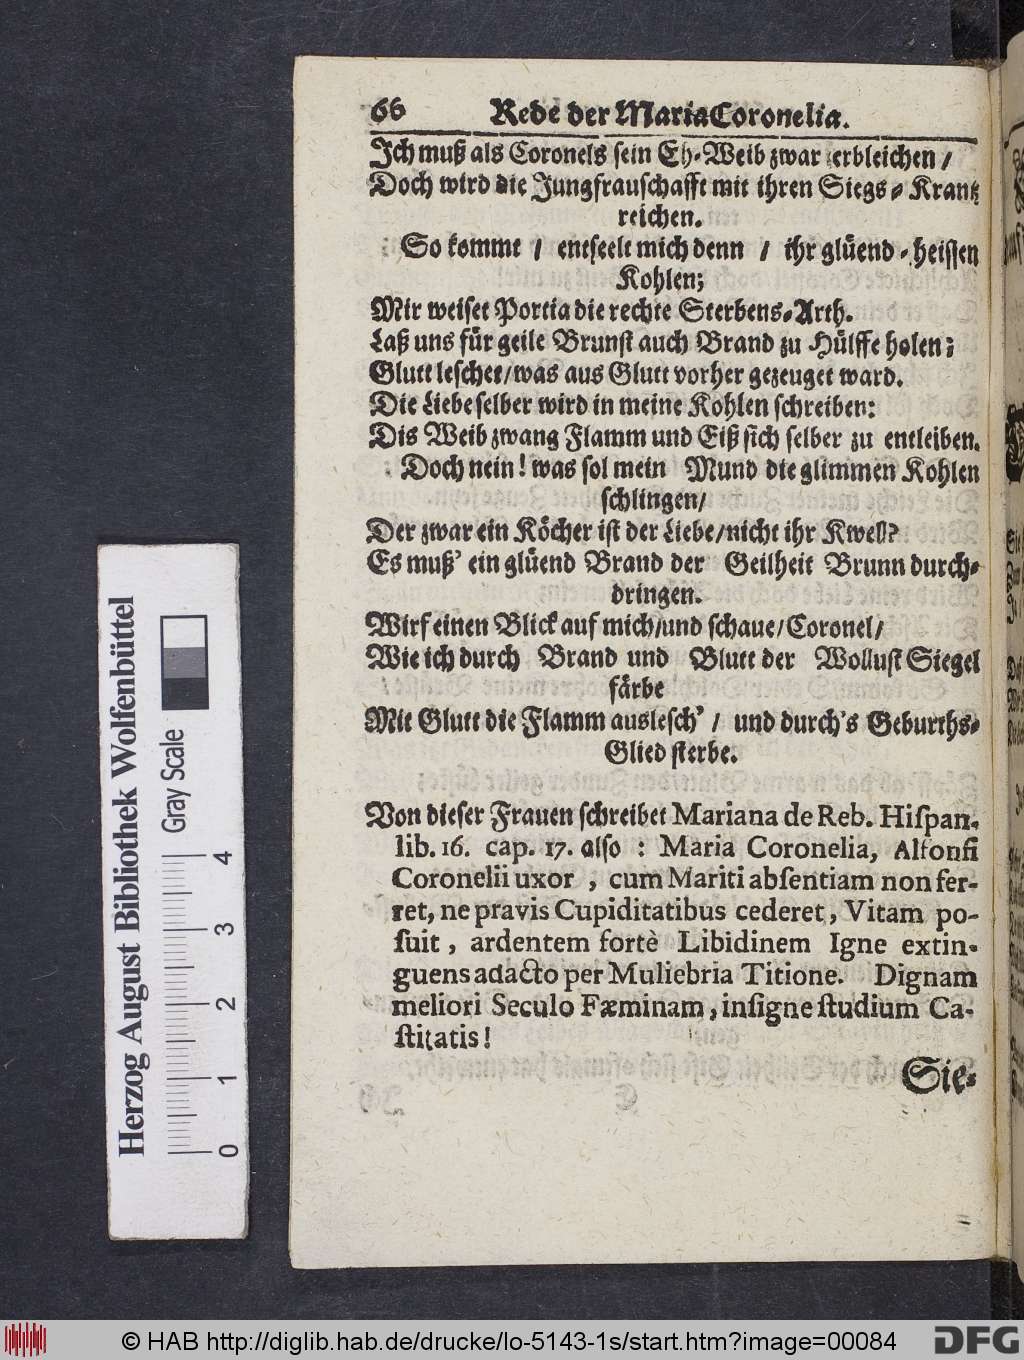 66 Rede der Maria Coronelia.
Ich muß als Coronels sein Eh-Weib zwar erbleichen /
Doch wird die Jungfrauschafft mit ihren Siegs-Krantz
reichen.
So kommt / entseelt mich denn / ihr glüend-heissen
Kohlen;
Mir weiset Portia die rechte Sterbens-Arth.
Laß uns für geile Brunst auch Brand zu Hülffe holen;
Glutt leschet/was aus Glutt vorher gezeuget ward.
Die Liebe selber wird in meine Kohlen schreiben:
Dis Weib zwang Flamm und Eiß sich selber zu entleiben.
Doch nein! was sol mein Mund die glimmen Kohlen
schlingen/
Der zwar ein Köcher ist der Liebe/nicht ihr Kwell?
Es muß' ein glüend Brand der Geilheit Brunn durch-
dringen.
Wirf einen Blick auf mich/und schaue/Coronel/
Wie ich durch Brand und Blutt der Wollust Siegel
färbe
Mit Glutt die Flamm auslesch' / und durch's Geburths-
Glied sterbe.
Von dieser Frauen schreibet Mariana de Reb. Hiſpan.
lib. 16. cap. 17. also : Maria Coronelia, Alfonſi
Coronelii uxor , cum Mariti abſentiam non fer-
ret, ne pravis Cupiditatibus cederet, Vitam po-
ſuit , ardentem fortè Libidinem Igne extin-
guens adacto per Muliebria Titione. Dignam
meliori Seculo Fæminam, inſigne ſtudium Ca-
ſtitatis!
Sie-
Herzog August Bibliothek Wolfenbüttel
Gray Scale
0 1 2 3 4
© HAB http://diglib.hab.de/drucke/lo-5143-1s/start.htm?image=00084
DFG